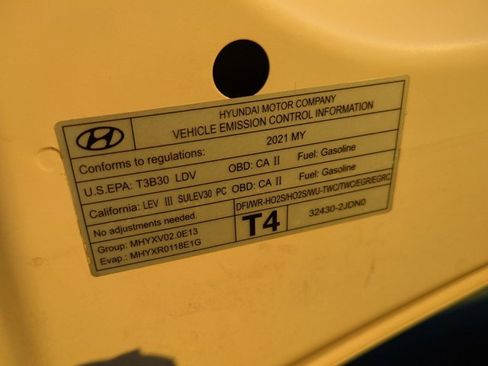 HYUNDAI MOTOR COMPANY
VEHICLE EMISSION CONTROL INFORMATION
Conforms to regulations: 2021 MY
U.S.EPA: T3B30 LDV OBD: CA II Fuel: Gasoline
California: LEV III SULEV30 PC OBD: CA II Fuel: Gasoline
No adjustments needed. DFI/WR-HO2S/HO2S/WU-TWC/TWC/EGR/EGRC
Group: MHYXV02.0E13 T4 32430-2JDN0
Evap.: MHYXR0118E1G